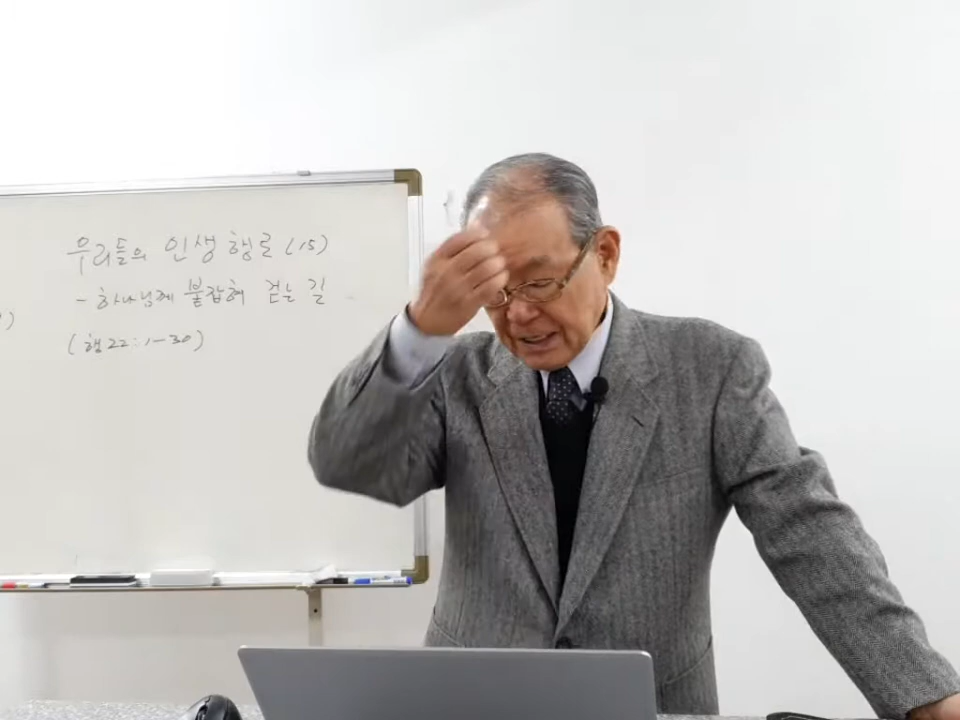 우리들의 인생 행로 (15)
- 하나님께 붙잡혀 걷는 길
(행 22 : 1-30)